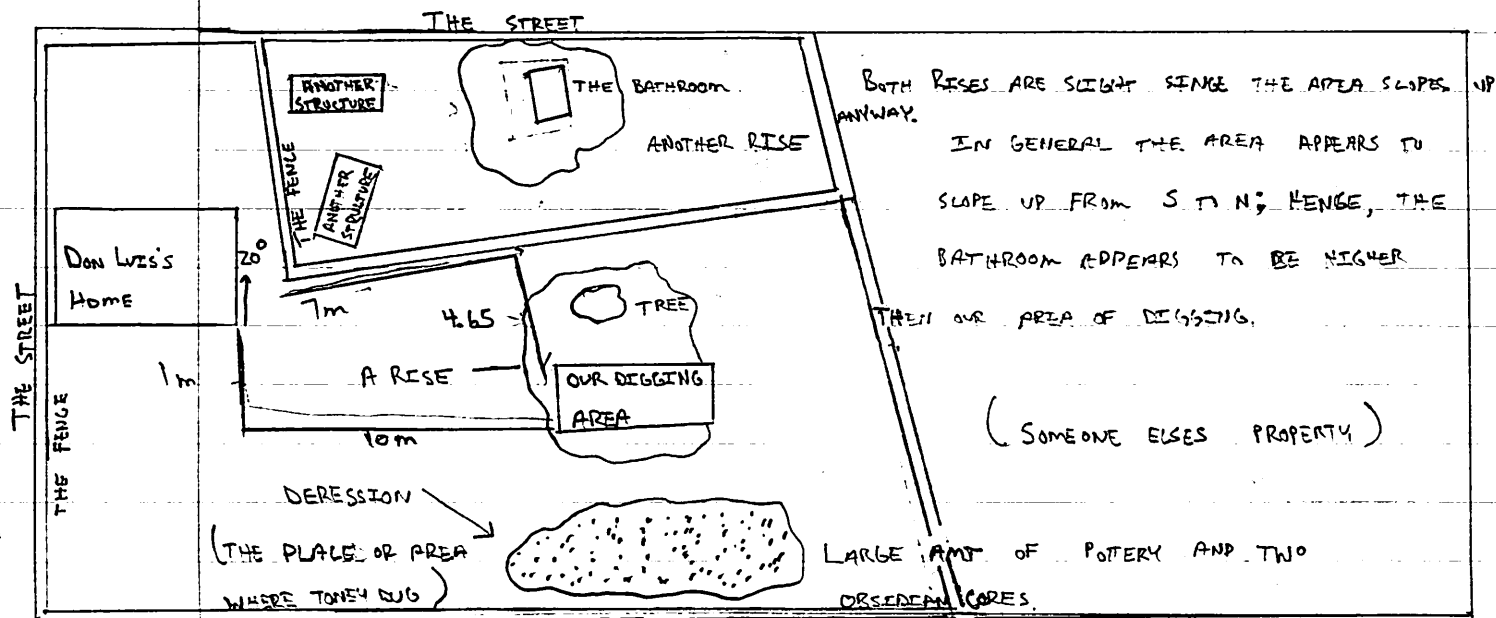 THE STREET
ANOTHER
STRUCTURE
THE BATHROOM
ANOTHER RISE
THE FENCE
ANOTHER
STRUCTURE
BOTH RISES ARE SLIGHT SINCE THE AREA SLOPES UP
ANYWAY.
IN GENERAL THE AREA APPEARS TO
SLOPE UP FROM S TO N; HENCE, THE
BATHROOM APPEARS TO BE HIGHER
THEN OUR AREA OF DIGGING.
(SOMEONE ELSES PROPERTY)
DON LUIS'S
HOME
20°
7m
4.65
TREE
THE STREET
THE FENCE
1m
A RISE
OUR DIGGING
AREA
10m
DERESSION
(THE PLACE OR AREA
WHERE TONEY DUG)
LARGE AMT OF POTTERY AND TWO
OBSIDIAN CORES.